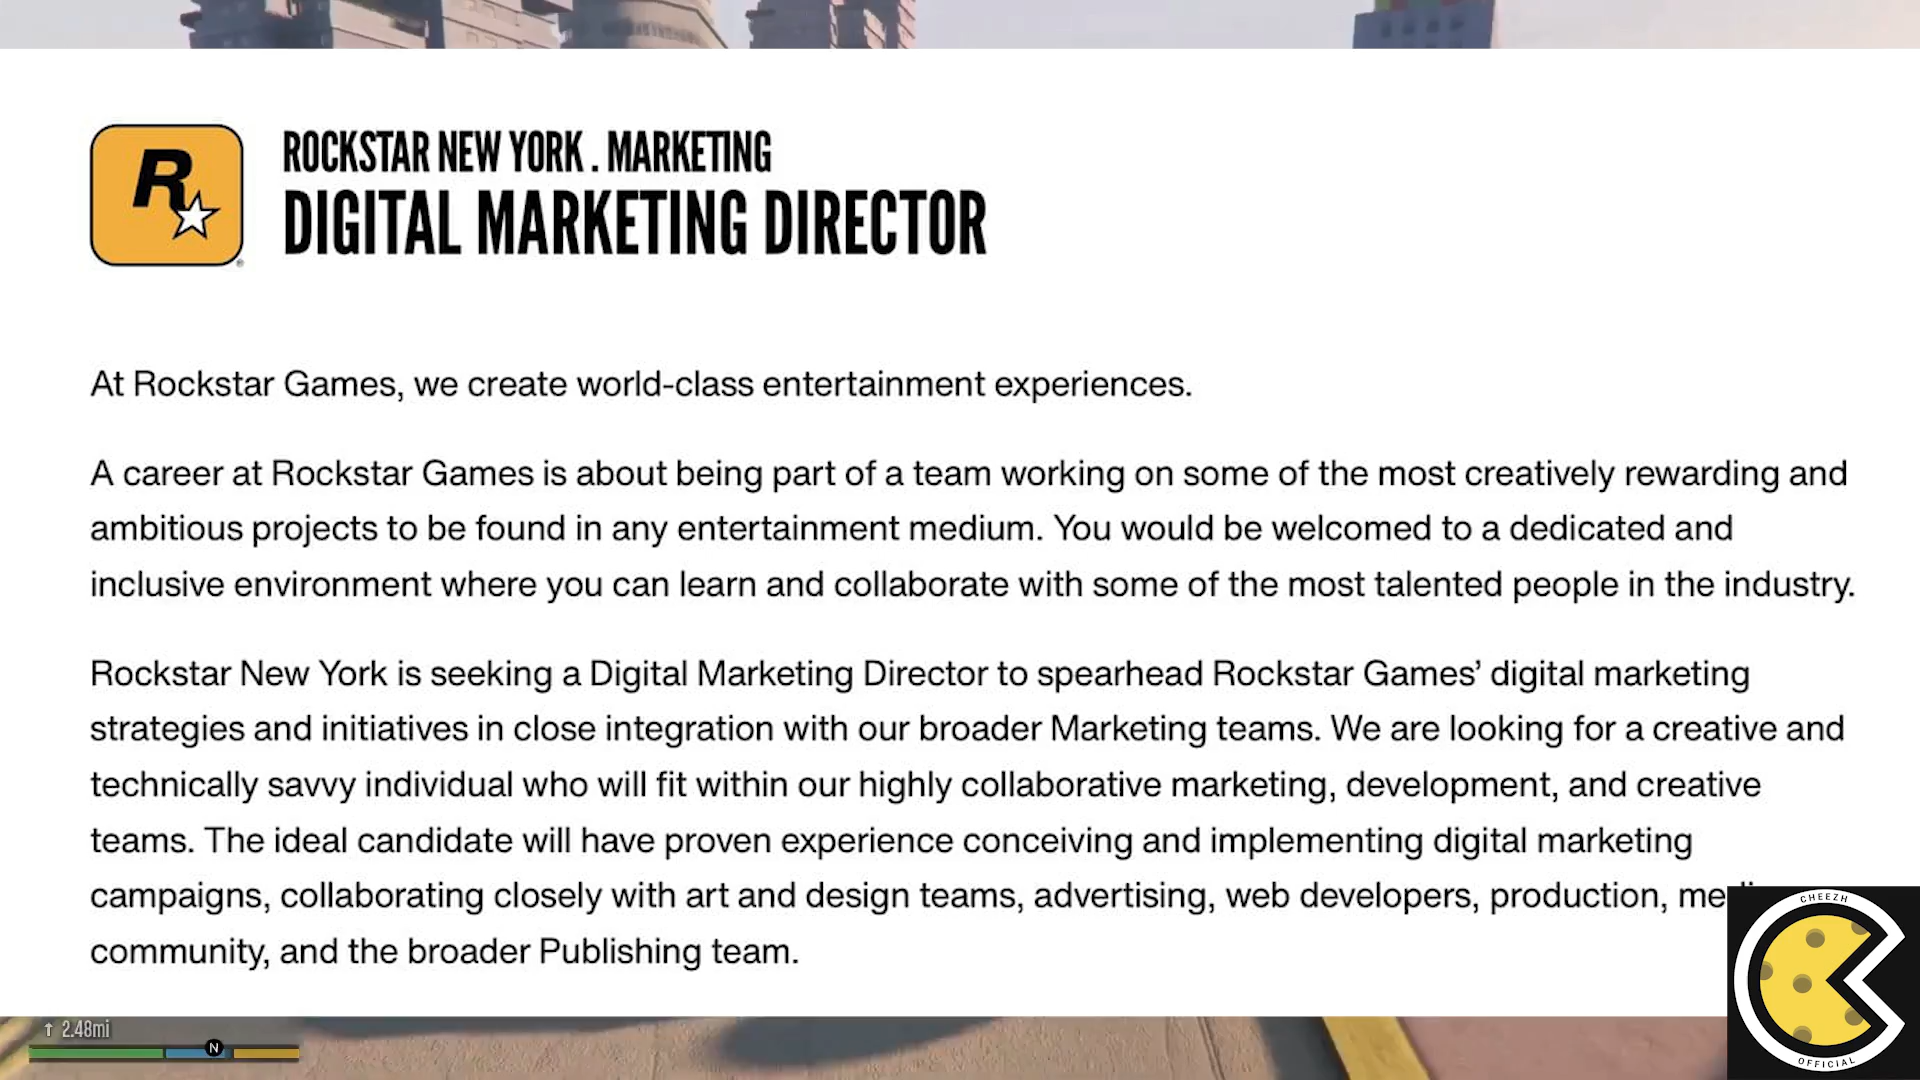 R
ROCKSTAR NEW YORK . MARKETING
DIGITAL MARKETING DIRECTOR
At Rockstar Games, we create world-class entertainment experiences.
A career at Rockstar Games is about being part of a team working on some of the most creatively rewarding and
ambitious projects to be found in any entertainment medium. You would be welcomed to a dedicated and
inclusive environment where you can learn and collaborate with some of the most talented people in the industry.
Rockstar New York is seeking a Digital Marketing Director to spearhead Rockstar Games’ digital marketing
strategies and initiatives in close integration with our broader Marketing teams. We are looking for a creative and
technically savvy individual who will fit within our highly collaborative marketing, development, and creative
teams. The ideal candidate will have proven experience conceiving and implementing digital marketing
campaigns, collaborating closely with art and design teams, advertising, web developers, production,
community, and the broader Publishing team.
CHEEZH
OFFICIAL
↑ 2.48mi
N